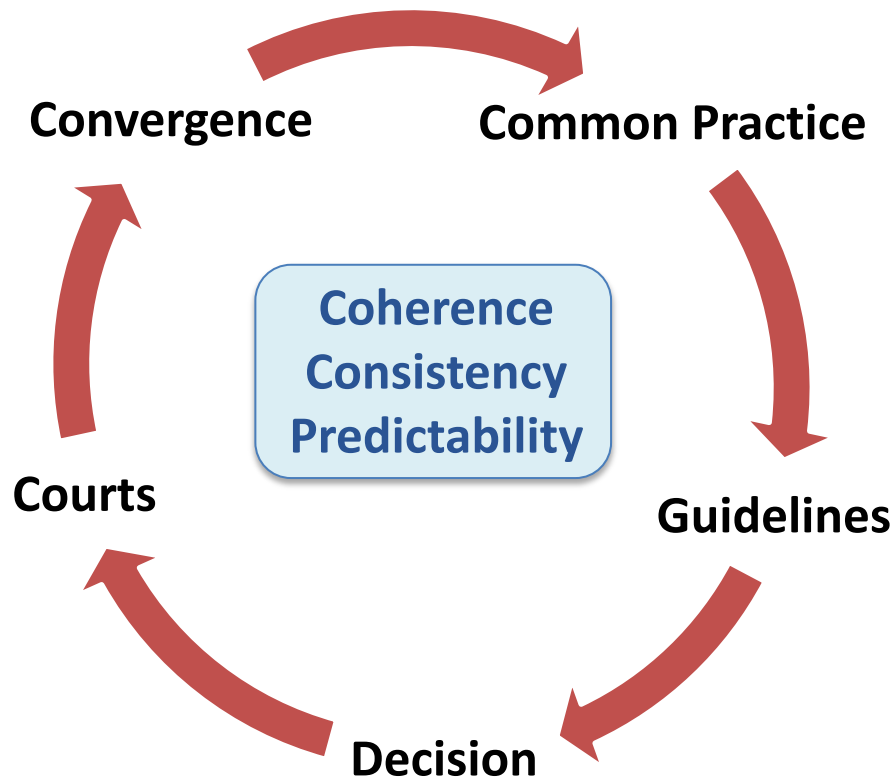 Convergence
Common Practice
Coherence
Consistency
Predictability
Courts
Guidelines
Decision